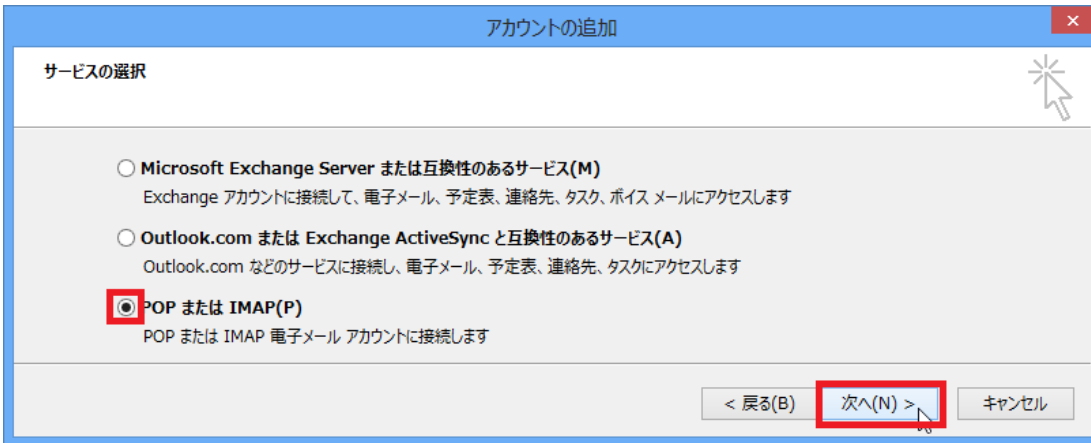 アカウントの追加
サービスの選択
Microsoft Exchange Server または互換性のあるサービス(M)
Exchange アカウントに接続して、電子メール、予定表、連絡先、タスク、ボイス メールにアクセスします
Outlook.com または Exchange ActiveSync と互換性のあるサービス(A)
Outlook.com などのサービスに接続し、電子メール、予定表、連絡先、タスクにアクセスします
POP または IMAP(P)
POP または IMAP 電子メール アカウントに接続します
< 戻る(B) 次へ(N) > キャンセル